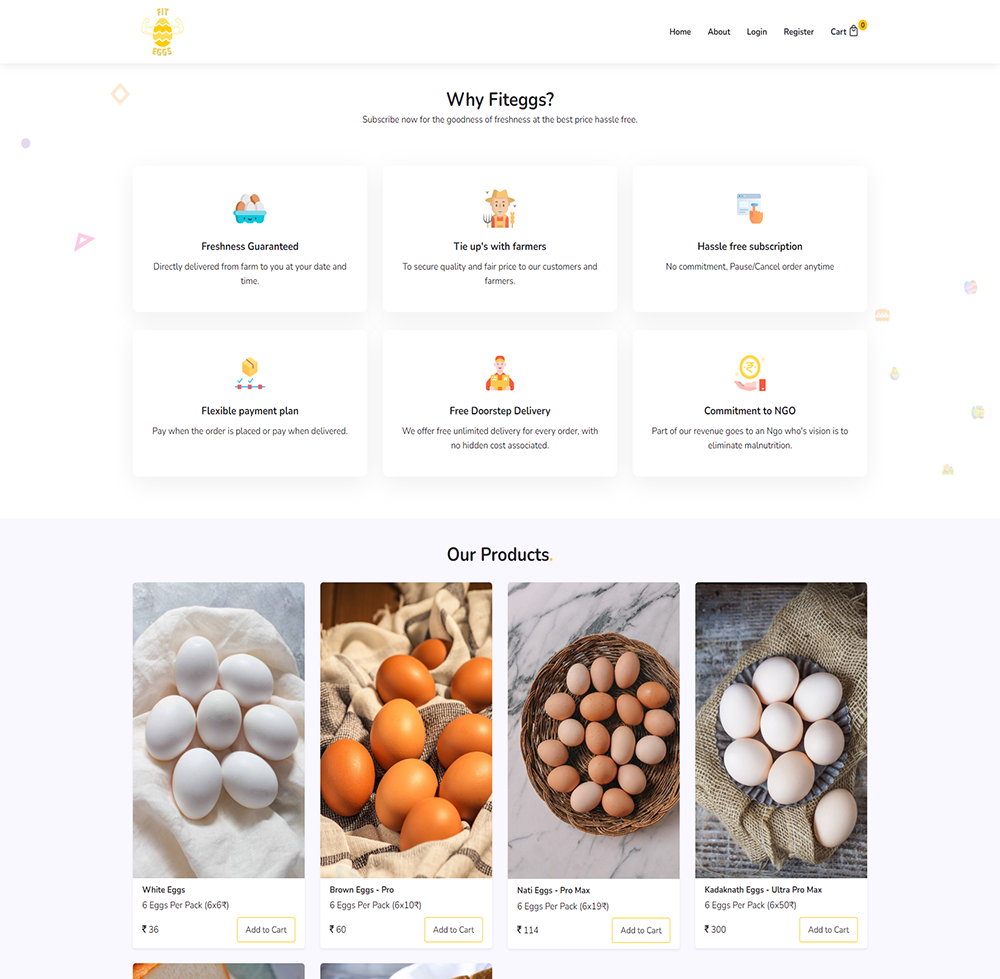 FIT
EGGS
Home
About
Login
Register
Cart
0
Why Fiteggs?
Subscribe now for the goodness of freshness at the best price hassle free.
Freshness Guaranteed
Directly delivered from farm to you at your date and
time.
Tie up's with farmers
To secure quality and fair price to our customers and
farmers.
Hassle free subscription
No commitment, Pause/Cancel order anytime
Flexible payment plan
Pay when the order is placed or pay when delivered.
Free Doorstep Delivery
We offer free unlimited delivery for every order, with
no hidden cost associated.
Commitment to NGO
Part of our revenue goes to an Ngo who's vision is to
eliminate malnutrition.
Our Products.
White Eggs
6 Eggs Per Pack (6x6₹)
₹ 36
Add to Cart
Brown Eggs - Pro
6 Eggs Per Pack (6x10₹)
₹ 60
Add to Cart
Nati Eggs - Pro Max
6 Eggs Per Pack (6x19₹)
₹ 114
Add to Cart
Kadaknath Eggs - Ultra Pro Max
6 Eggs Per Pack (6x50₹)
₹ 300
Add to Cart